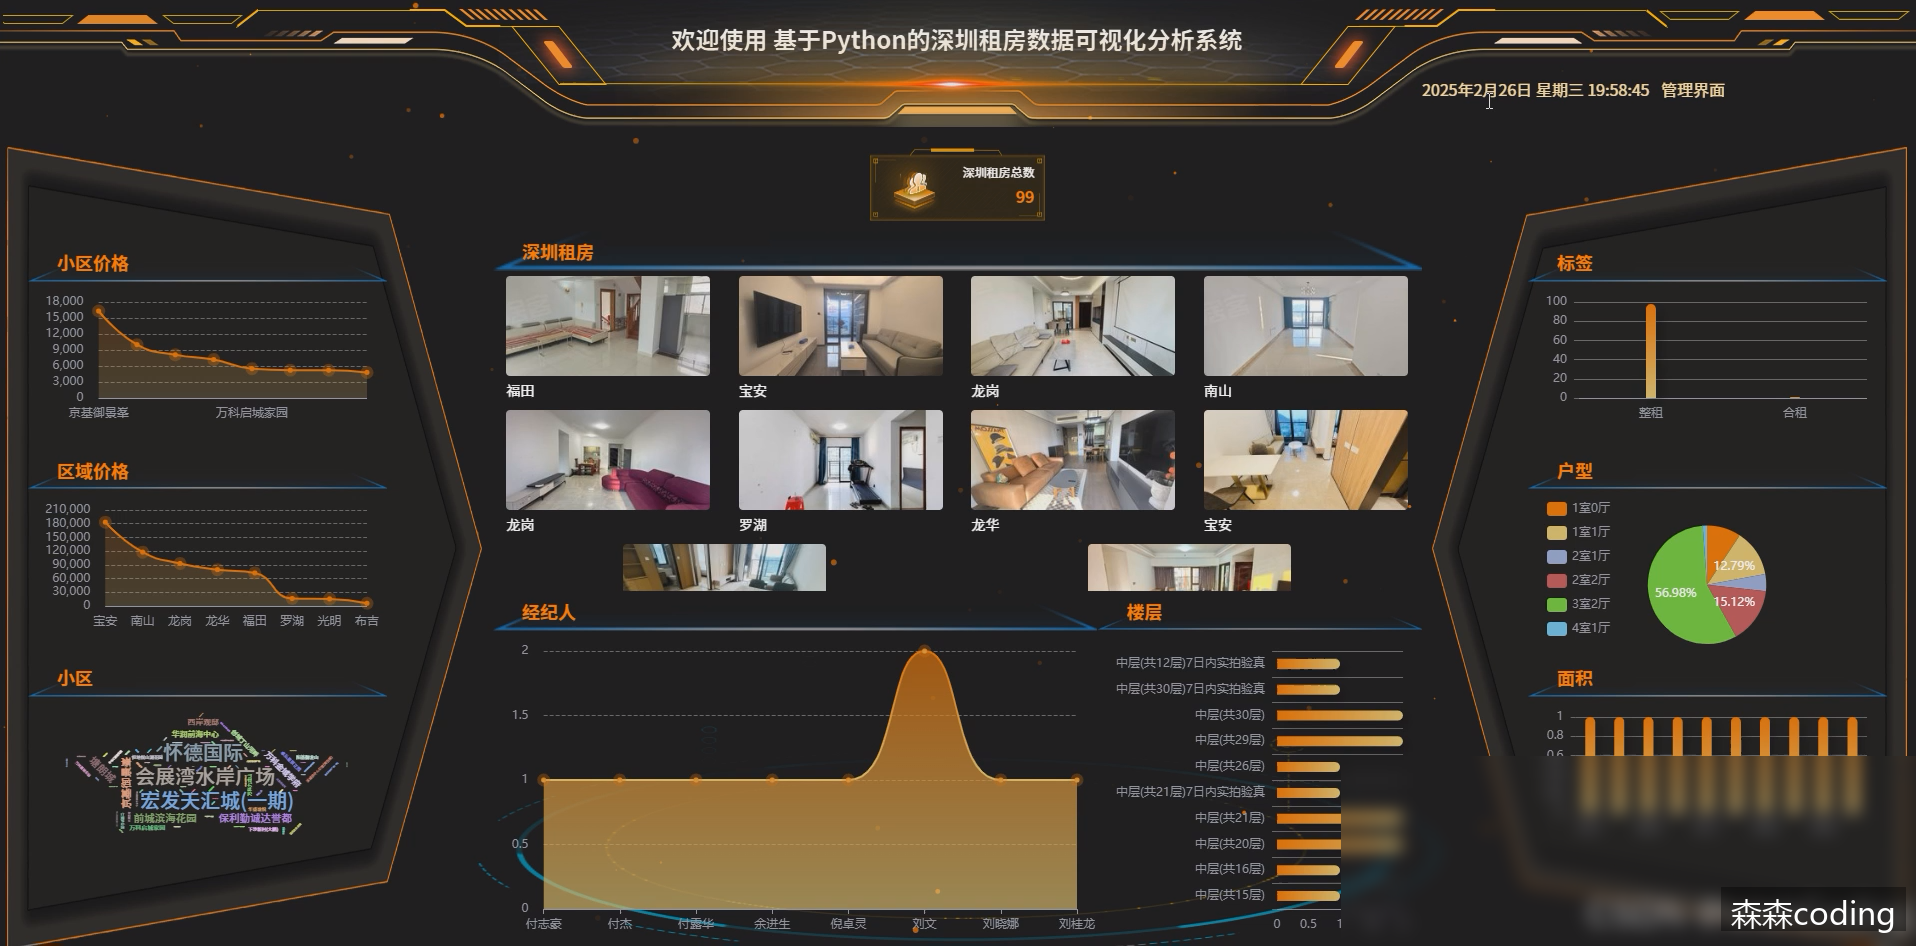 欢迎使用 基于Python的深圳租房数据可视化分析系统
2025年2月26日 星期三 19:58:45 管理界面
深圳租房总数
99
小区价格
18,000
15,000
12,000
9,000
6,000
3,000
0
京基御景峯 万科启城家园
区域价格
210,000
180,000
150,000
120,000
90,000
60,000
30,000
0
宝安 南山 龙岗 龙华 福田 罗湖 光明 布吉
小区
西岸观邸
华润前海中心
怀德国际
会展湾水岸广场
宏发天汇城(一期)
前城滨海花园 保利勤诚达誉都
深圳租房
福田 宝安 龙岗 南山
龙岗 罗湖 龙华 宝安
经纪人
2
1.5
1
0.5
0
付志豪 付杰 付露华 余进生 倪卓灵 刘文 刘晓娜 刘桂龙
楼层
中层(共12层)7日内实拍验真
中层(共30层)7日内实拍验真
中层(共30层)
中层(共29层)
中层(共26层)
中层(共21层)7日内实拍验真
中层(共21层)
中层(共20层)
中层(共16层)
中层(共15层)
0 0.5 1
标签
100
80
60
40
20
0
整租 合租
户型
1室0厅
1室1厅
2室1厅
2室2厅
3室2厅
4室1厅
12.79%
56.98%
15.12%
面积
1
0.8
0.6
森森coding